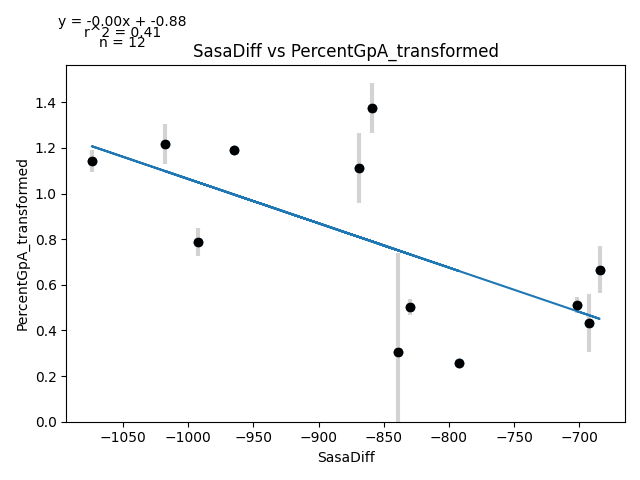 y = -0.00x + -0.88
r^2 = 0.41
n = 12
SasaDiff vs PercentGpA_transformed
1.4
1.2
1.0
0.8
0.6
0.4
0.2
0.0
PercentGpA_transformed
−1050 −1000 −950 −900 −850 −800 −750 −700
SasaDiff